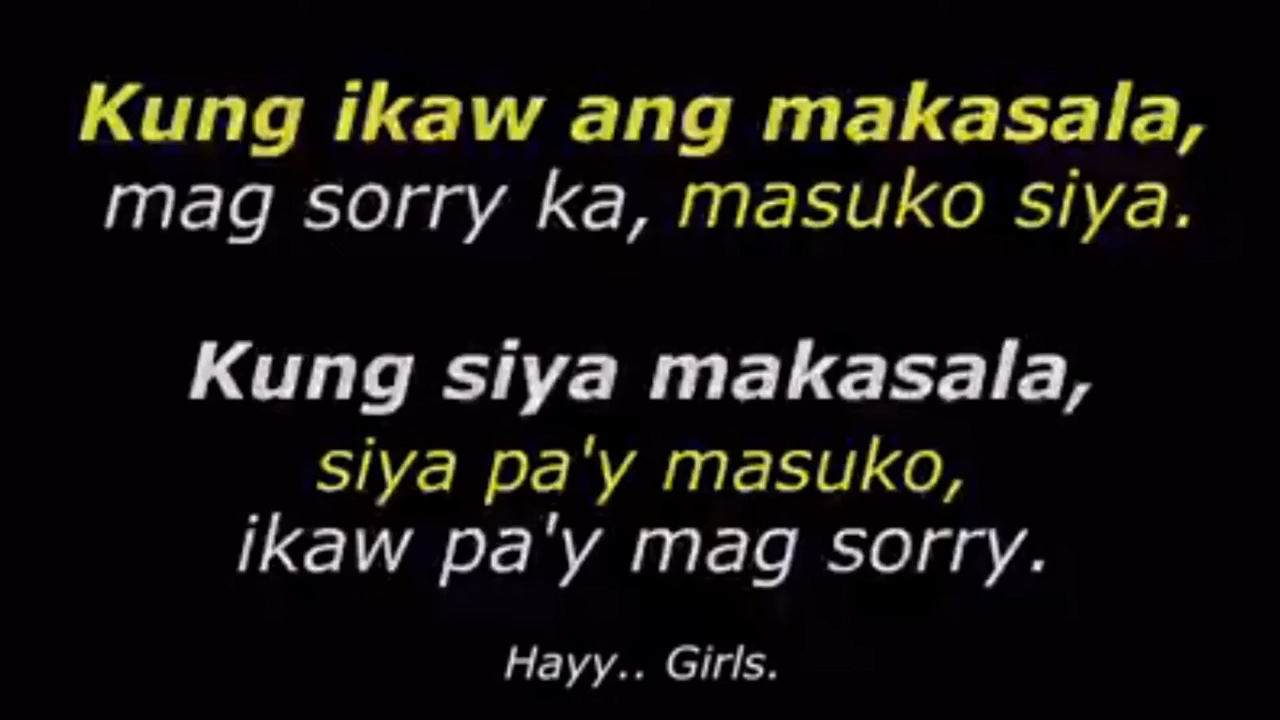 Kung ikaw ang makasala,
mag sorry ka, masuko siya.
Kung siya makasala,
siya pa'y masuko,
ikaw pa'y mag sorry.
Hayy.. Girls.